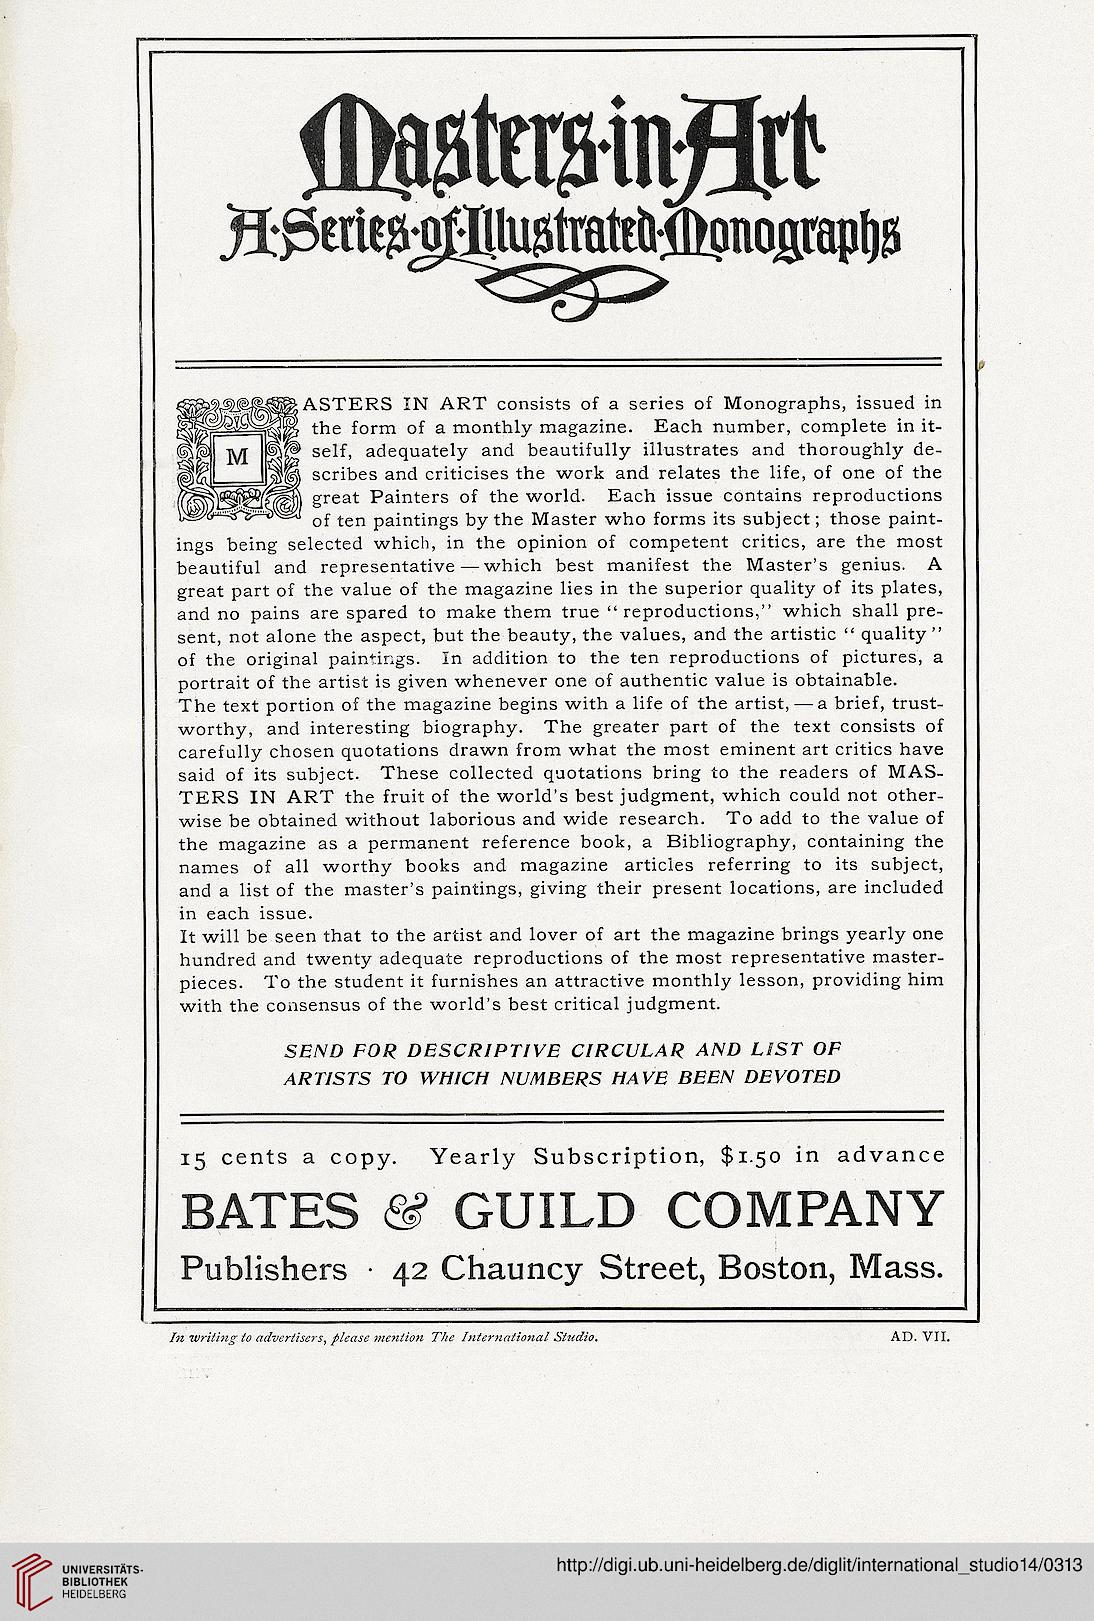 Masters·in·Art
A·Series·of·Illustrated·Monographs
MASTERS IN ART consists of a series of Monographs, issued in
the form of a monthly magazine. Each number, complete in it-
self, adequately and beautifully illustrates and thoroughly de-
scribes and criticises the work and relates the life, of one of the
great Painters of the world. Each issue contains reproductions
of ten paintings by the Master who forms its subject; those paint-
ings being selected which, in the opinion of competent critics, are the most
beautiful and representative — which best manifest the Master's genius. A
great part of the value of the magazine lies in the superior quality of its plates,
and no pains are spared to make them true "reproductions," which shall pre-
sent, not alone the aspect, but the beauty, the values, and the artistic "quality"
of the original paintings. In addition to the ten reproductions of pictures, a
portrait of the artist is given whenever one of authentic value is obtainable.
The text portion of the magazine begins with a life of the artist, — a brief, trust-
worthy, and interesting biography. The greater part of the text consists of
carefully chosen quotations drawn from what the most eminent art critics have
said of its subject. These collected quotations bring to the readers of MAS-
TERS IN ART the fruit of the world's best judgment, which could not other-
wise be obtained without laborious and wide research. To add to the value of
the magazine as a permanent reference book, a Bibliography, containing the
names of all worthy books and magazine articles referring to its subject,
and a list of the master's paintings, giving their present locations, are included
in each issue.
It will be seen that to the artist and lover of art the magazine brings yearly one
hundred and twenty adequate reproductions of the most representative master-
pieces. To the student it furnishes an attractive monthly lesson, providing him
with the consensus of the world's best critical judgment.
SEND FOR DESCRIPTIVE CIRCULAR AND LIST OF
ARTISTS TO WHICH NUMBERS HAVE BEEN DEVOTED
15 cents a copy. Yearly Subscription, $1.50 in advance
BATES & GUILD COMPANY
Publishers · 42 Chauncy Street, Boston, Mass.
In writing to advertisers, please mention The International Studio.
AD. VII.
UNIVERSITÄTS-
BIBLIOTHEK
HEIDELBERG
http://digi.ub.uni-heidelberg.de/diglit/international_studio14/0313